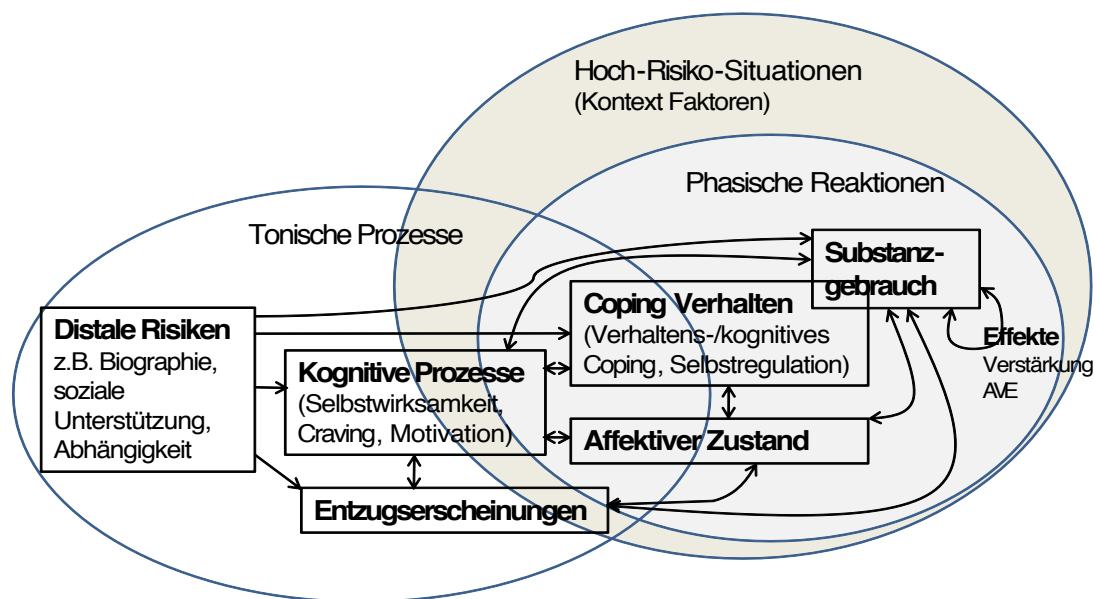 Hoch-Risiko-Situationen
(Kontext Faktoren)
Phasische Reaktionen
Tonische Prozesse
Substanz-
gebrauch
Distale Risiken
z.B. Biographie,
soziale
Unterstützung,
Abhängigkeit
Kognitive Prozesse
(Selbstwirksamkeit,
Craving, Motivation)
Coping Verhalten
(Verhaltens-/kognitives
Coping, Selbstregulation)
Effekte
Verstärkung
AVE
Affektiver Zustand
Entzugserscheinungen